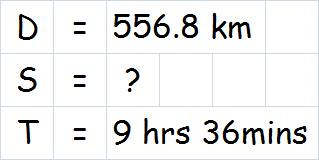 D = 556.8 km
S = ?
T = 9 hrs 36mins